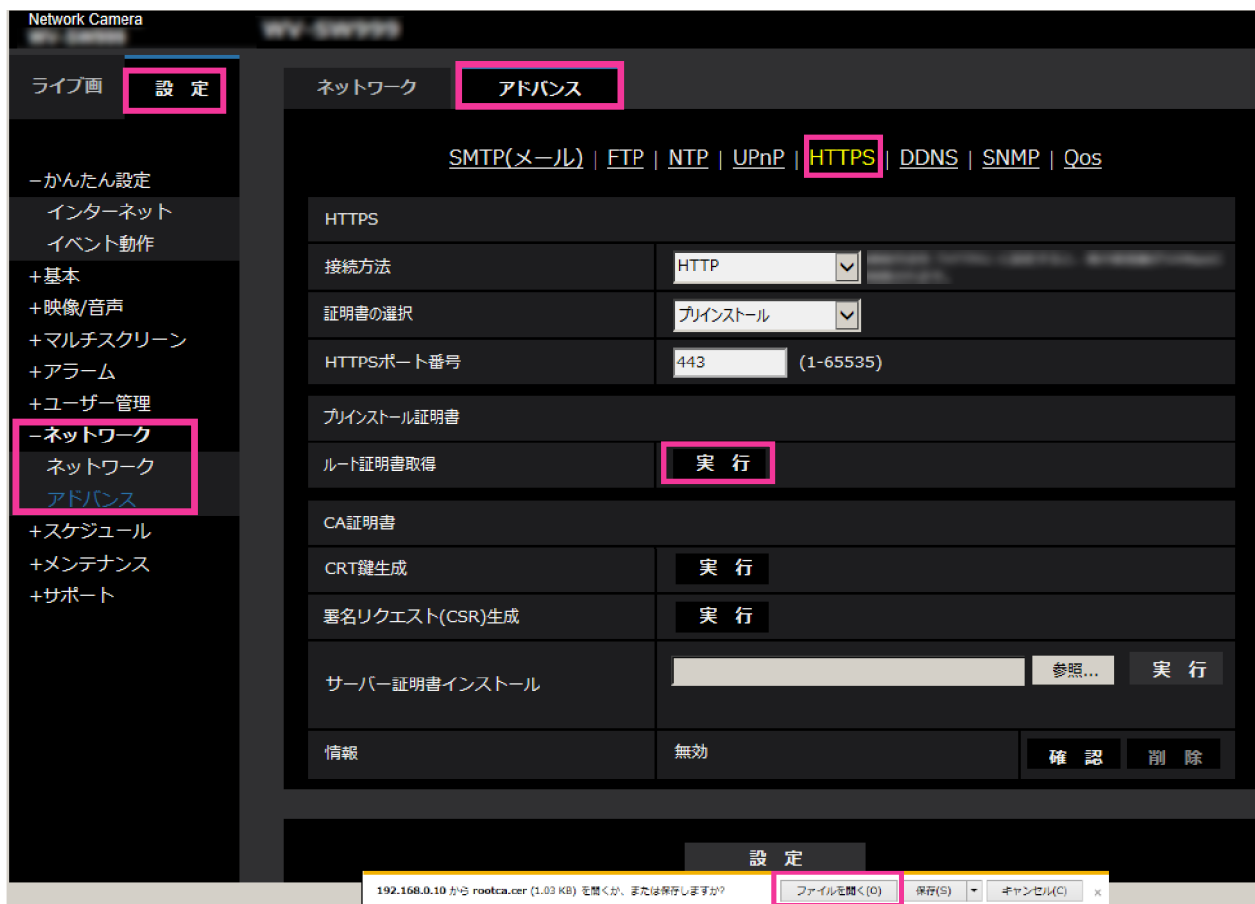 Network Camera
WV-SW999
ライブ画 設 定
ネットワーク アドバンス
SMTP(メール) | FTP | NTP | UPnP | HTTPS | DDNS | SNMP | Qos
−かんたん設定
インターネット
イベント動作
+基本
+映像/音声
+マルチスクリーン
+アラーム
+ユーザー管理
−ネットワーク
ネットワーク
アドバンス
+スケジュール
+メンテナンス
+サポート
HTTPS
接続方法 HTTP
証明書の選択 プリインストール
HTTPSポート番号 443 (1-65535)
プリインストール証明書
ルート証明書取得 実 行
CA証明書
CRT鍵生成 実 行
署名リクエスト(CSR)生成 実 行
サーバー証明書インストール 参照... 実 行
情報 無効 確 認 削 除
設 定
192.168.0.10 から rootca.cer (1.03 KB) を開くか、または保存しますか? ファイルを開く(O) 保存(S) キャンセル(C) ×